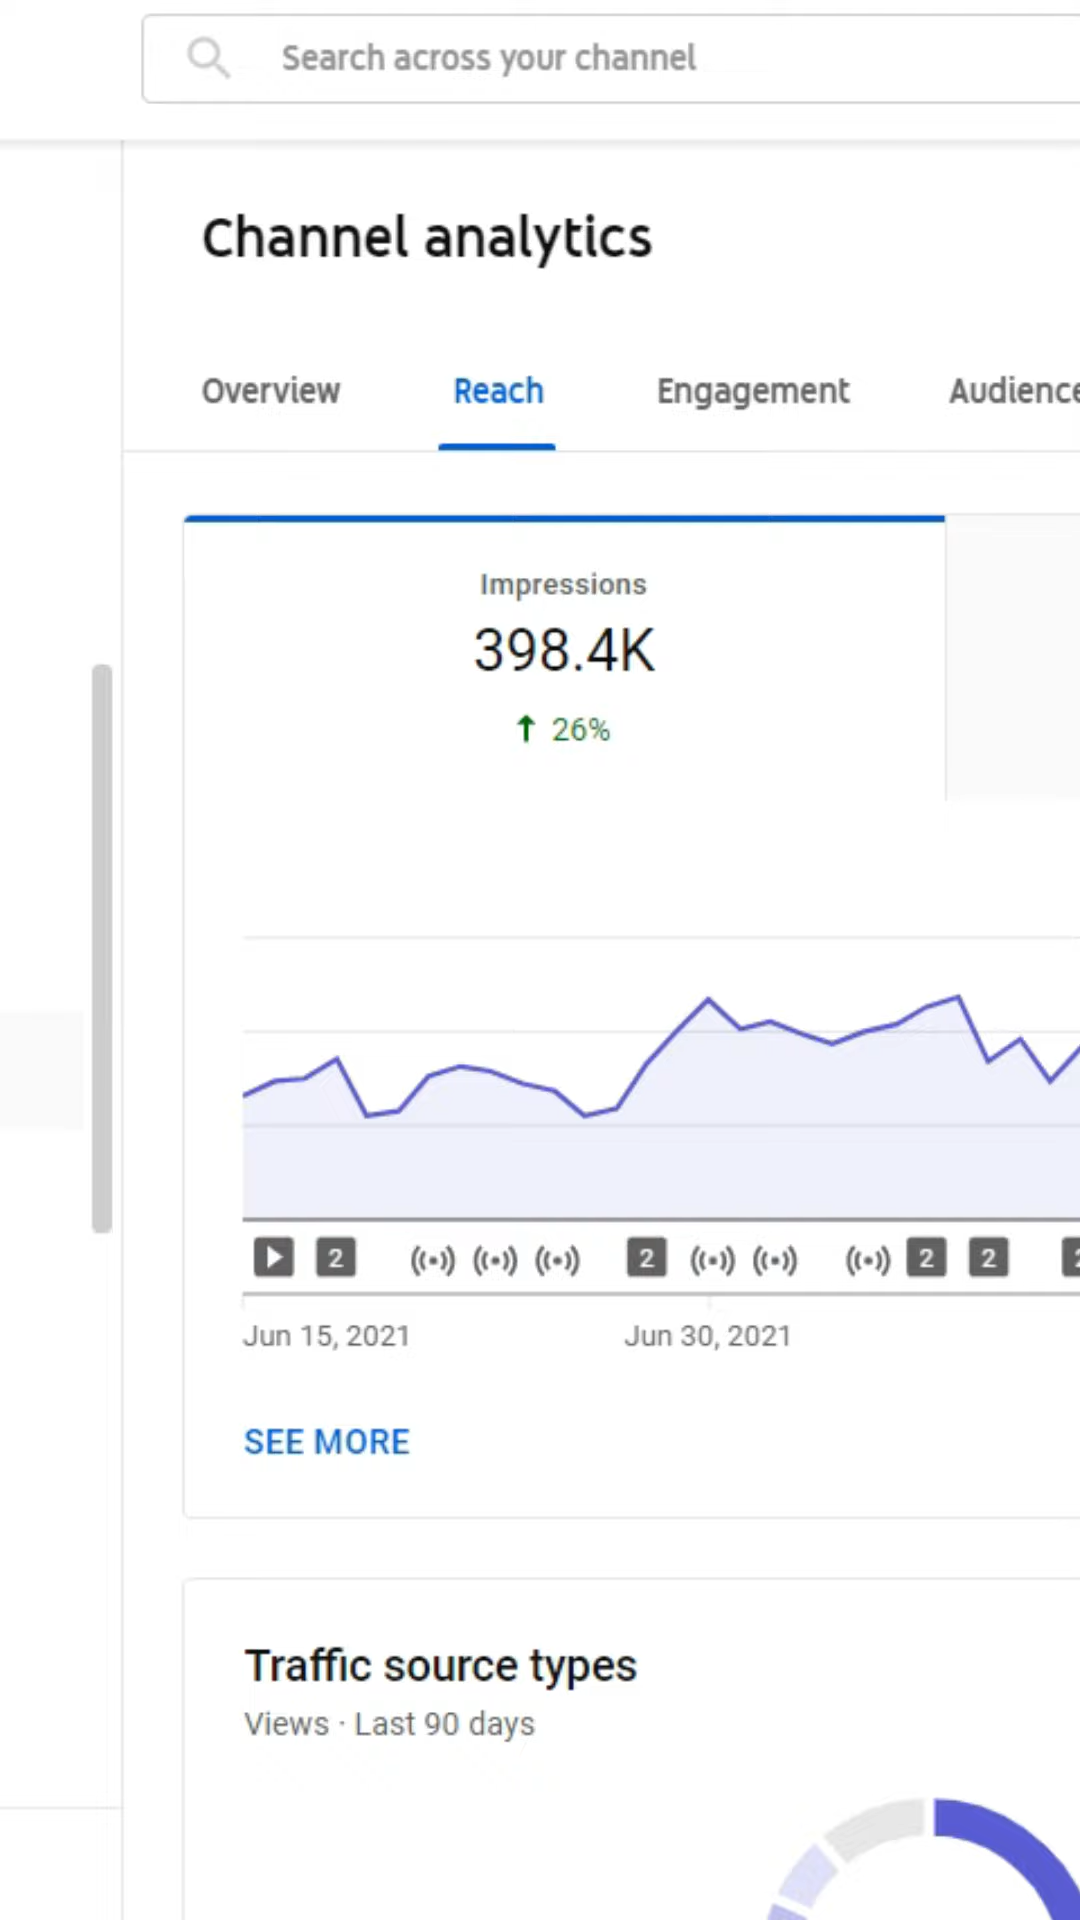 Search across your channel
Channel analytics
Overview Reach Engagement Audience
Impressions
398.4K
26%
2 2 2 2 2
Jun 15, 2021 Jun 30, 2021
SEE MORE
Traffic source types
Views · Last 90 days